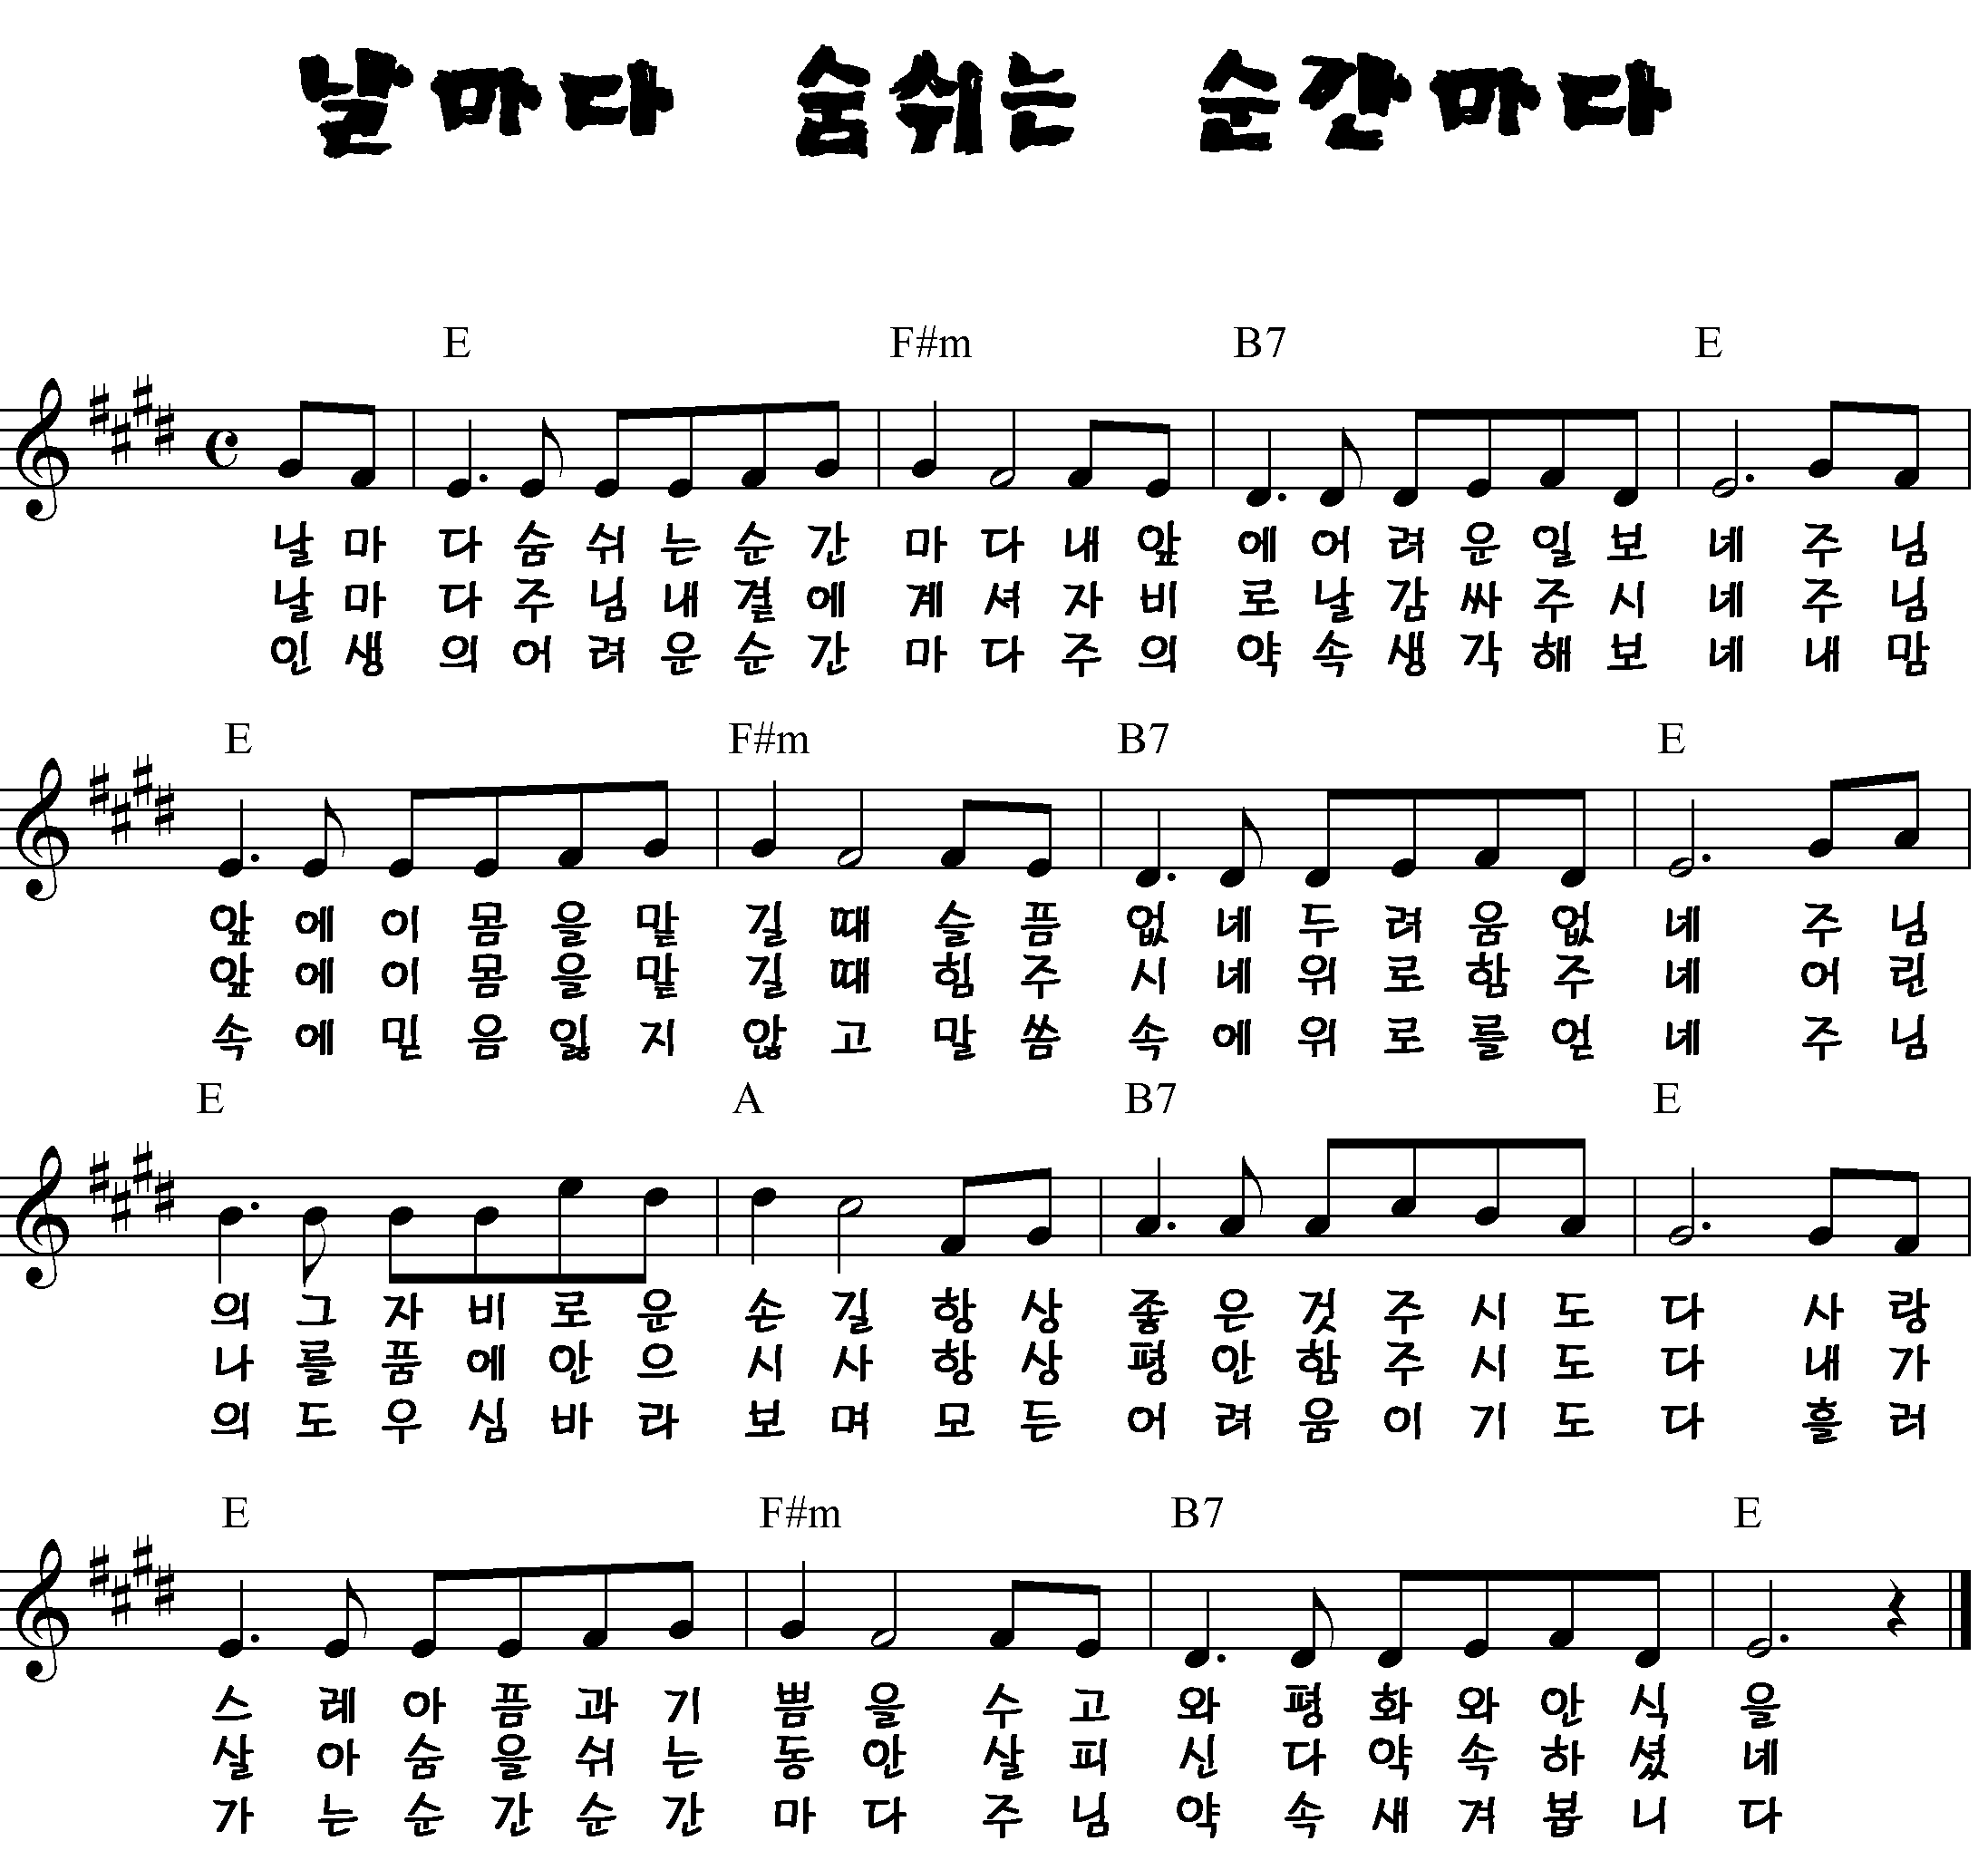 날마다 숨쉬는 순간마다
E F#m B7 E
날 마 다 숨 쉬 는 순 간 마 다 내 앞 에 어 려 운 일 보 네 주 님
날 마 다 주 님 내 곁 에 계 셔 자 비 로 날 감 싸 주 시 네 주 님
인 생 의 어 려 운 순 간 마 다 주 의 약 속 생 각 해 보 네 내 맘
E F#m B7 E
앞 에 이 몸 을 맡 길 때 슬 픔 없 네 두 려 움 없 네 주 님
앞 에 이 몸 을 맡 길 때 힘 주 시 네 위 로 함 주 네 어 린
속 에 믿 음 잃 지 않 고 말 씀 속 에 위 로 를 얻 네 주 님
E A B7 E
의 그 자 비 로 운 손 길 항 상 좋 은 것 주 시 도 다 사 랑
나 를 품 에 안 으 시 사 항 상 평 안 함 주 시 도 다 내 가
의 도 우 심 바 라 보 며 모 든 어 려 움 이 기 도 다 흘 러
E F#m B7 E
스 레 아 픔 과 기 쁨 을 수 고 와 평 화 와 안 식 을
살 아 숨 을 쉬 는 동 안 살 피 신 다 약 속 하 셨 네
가 는 순 간 순 간 마 다 주 님 약 속 새 겨 봅 니 다